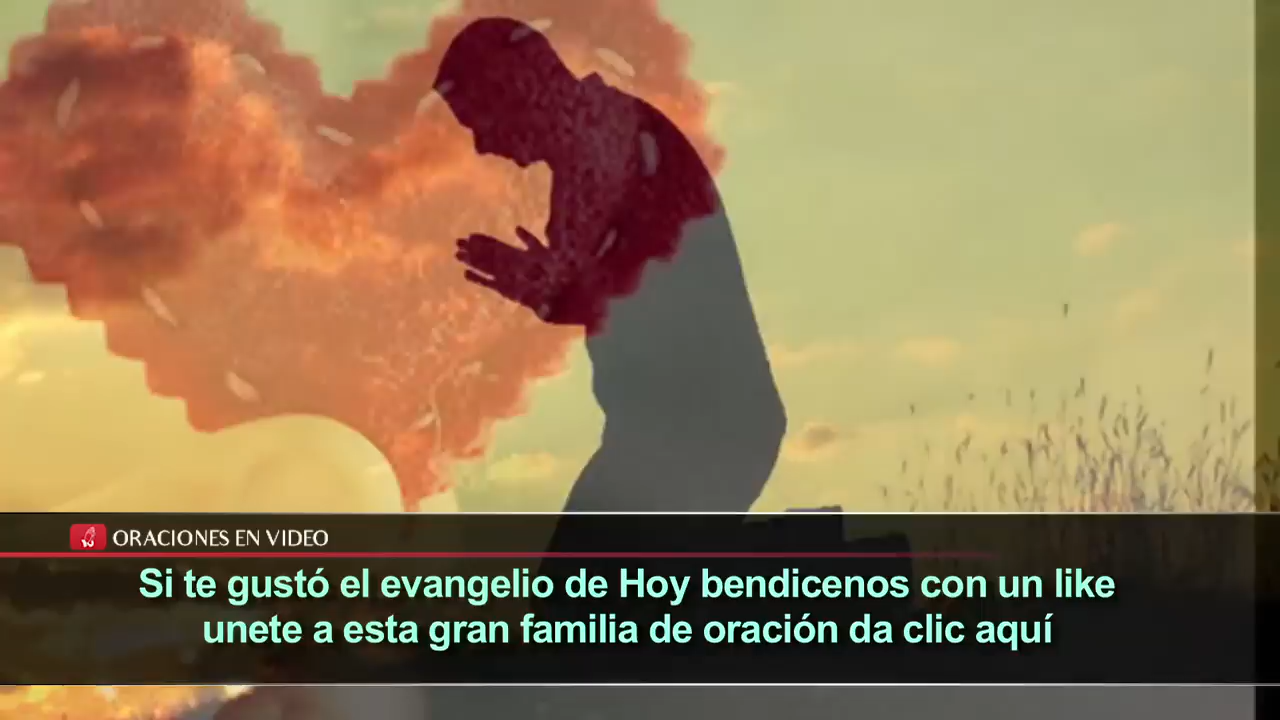 ORACIONES EN VIDEO
Si te gustó el evangelio de Hoy bendicenos con un like
unete a esta gran familia de oración da clic aquí